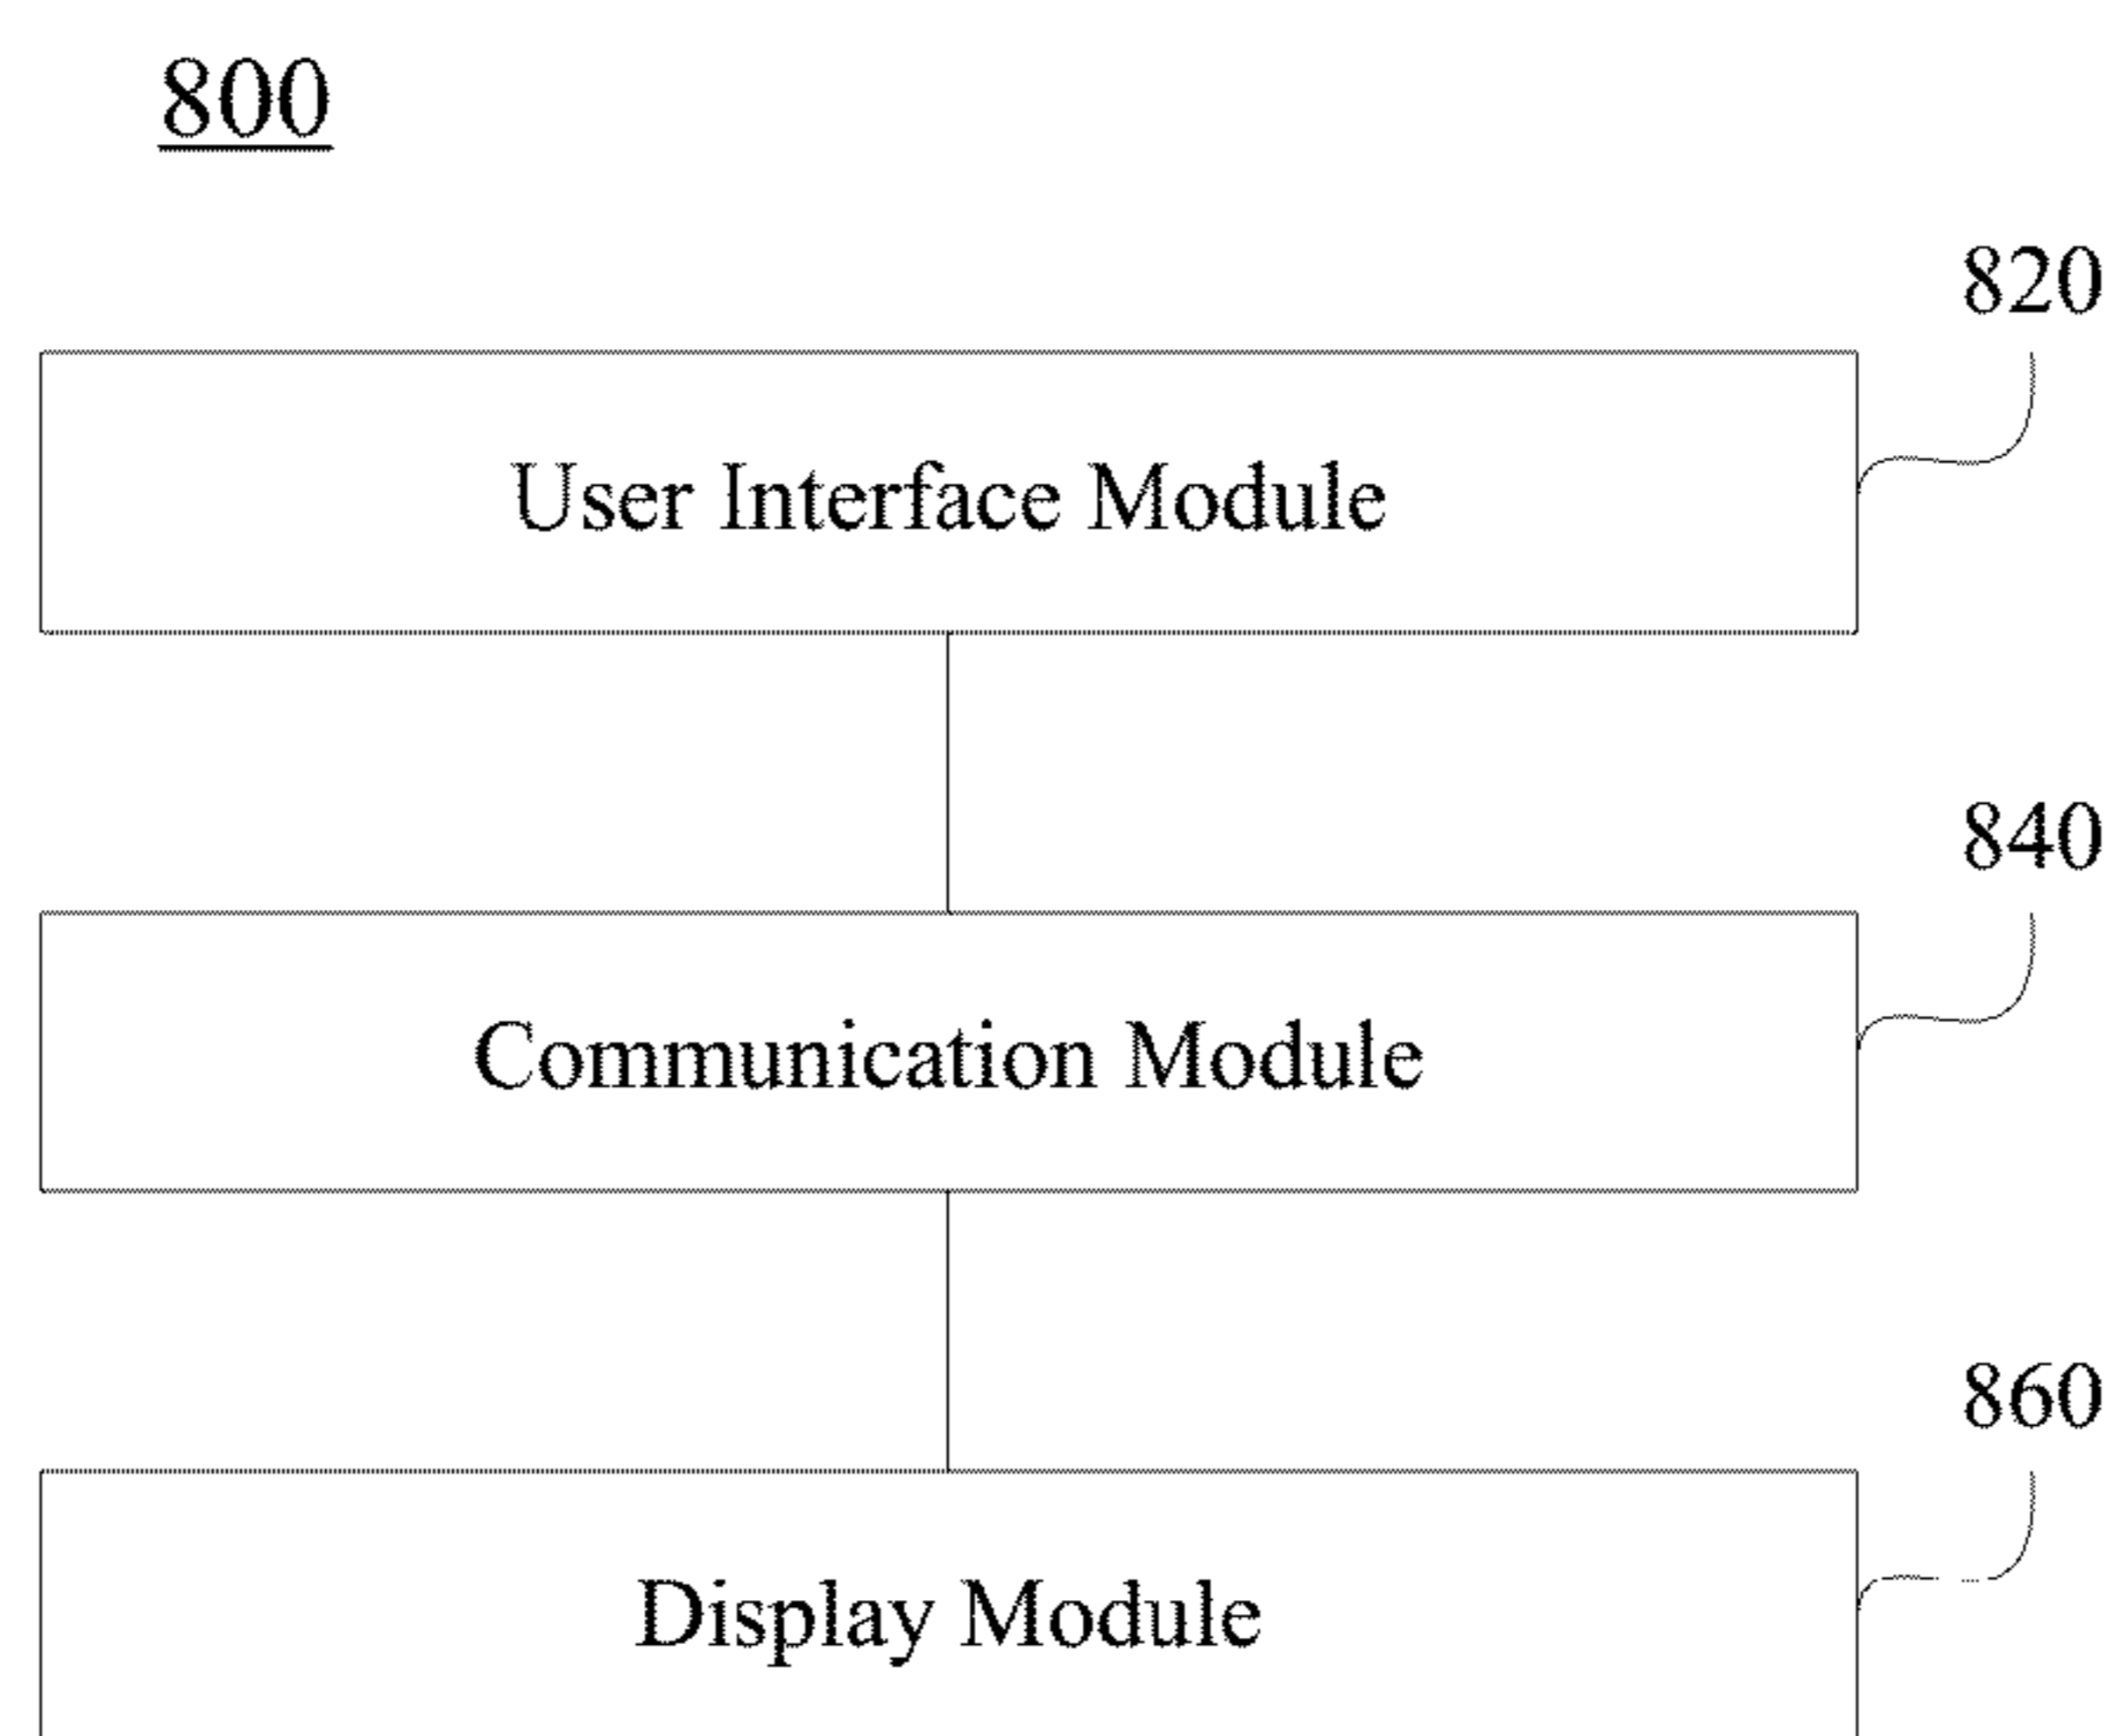 800
820
User Interface Module
840
Communication Module
860
Display Module